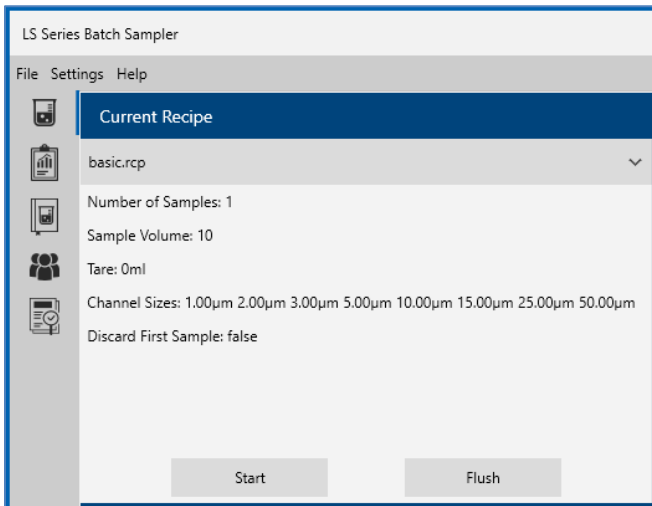 LS Series Batch Sampler
File Settings Help
Current Recipe
basic.rcp
Number of Samples: 1
Sample Volume: 10
Tare: 0ml
Channel Sizes: 1.00µm 2.00µm 3.00µm 5.00µm 10.00µm 15.00µm 25.00µm 50.00µm
Discard First Sample: false
Start Flush